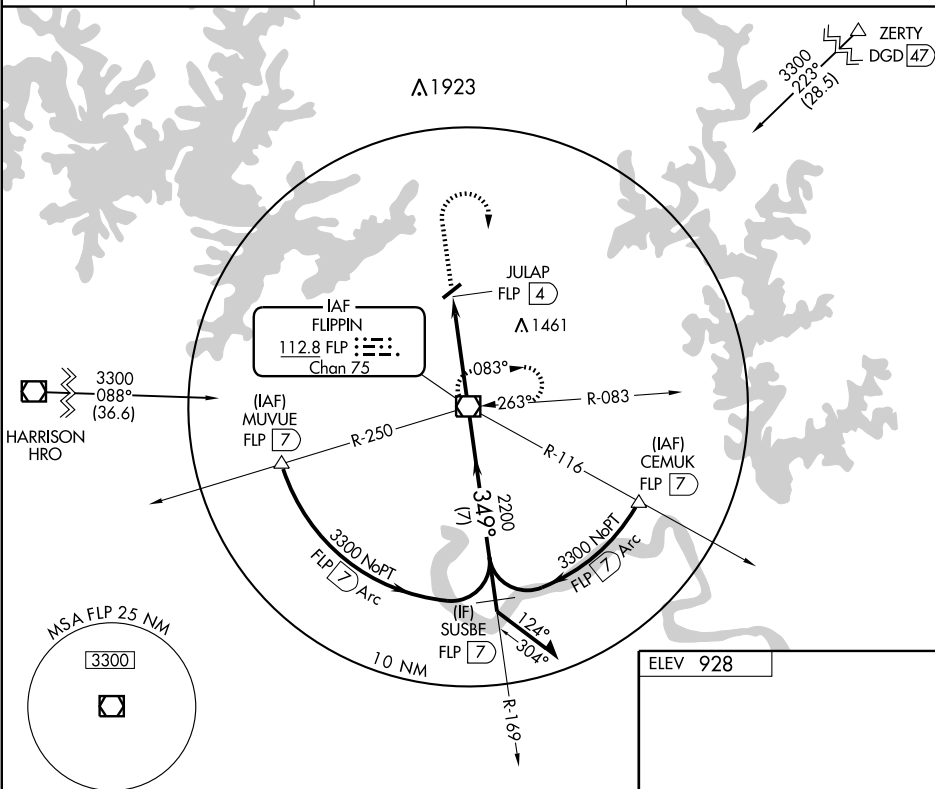 ZERTY
DGD 47
3300
223°
(28.5)
1923
JULAP
FLP 4
IAF
FLIPPIN
112.8 FLP
Chan 75
1461
083°
263°
R-083
3300
088°
(36.6)
HARRISON
HRO
(IAF)
MUVUE
FLP 7
R-250
R-116
(IAF)
CEMUK
FLP 7
2200
349°
(7)
3300 NoPT
FLP 7 Arc
3300 NoPT
FLP 7 Arc
(IF)
SUSBE
FLP 7
124°
304°
10 NM
R-169
MSA FLP 25 NM
3300
ELEV 928